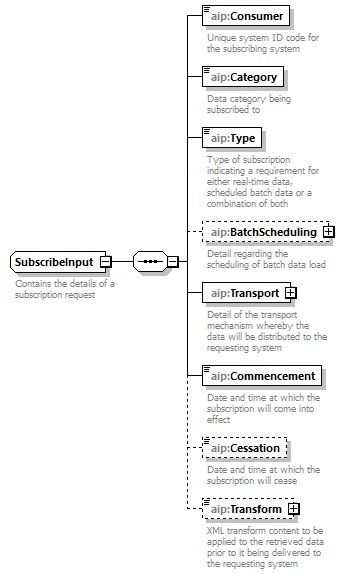 aip:Consumer
Unique system ID code for
the subscribing system
aip:Category
Data category being
subscribed to
aip:Type
Type of subscription
indicating a requirement for
either real-time data,
scheduled batch data or a
combination of both
aip:BatchScheduling
Detail regarding the
scheduling of batch data load
SubscribeInput
Contains the details of a
subscription request
aip:Transport
Detail of the transport
mechanism whereby the
data will be distributed to the
requesting system
aip:Commencement
Date and time at which the
subscription will come into
effect
aip:Cessation
Date and time at which the
subscription will cease
aip:Transform
XML transform content to be
applied to the retrieved data
prior to it being delivered to
the requesting system